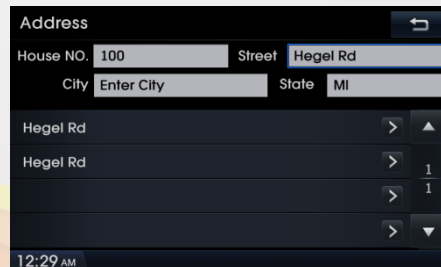 Address
House NO. 100 Street Hegel Rd
City Enter City State MI
Hegel Rd
Hegel Rd
1
1
12:29 AM